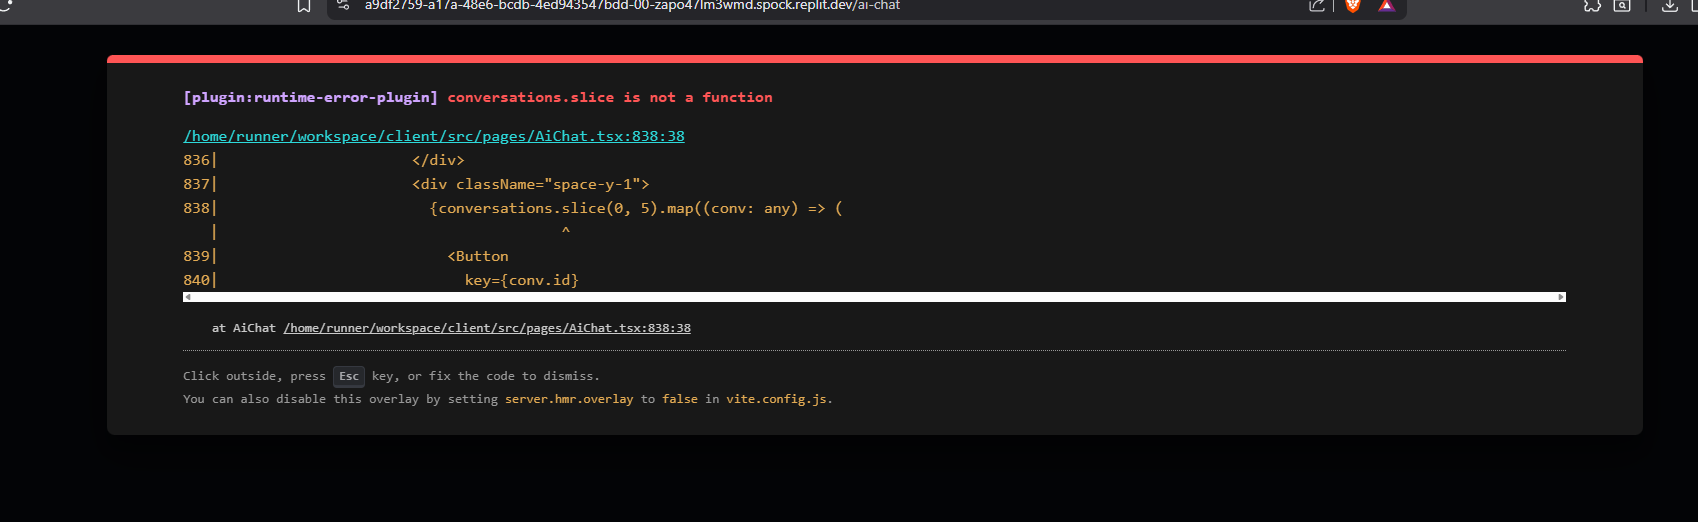 a9df2759-a17a-48e6-bcdb-4ed943547bdd-00-zapo47lm3wmd.spock.replit.dev/ai-chat
[plugin:runtime-error-plugin] conversations.slice is not a function
/home/runner/workspace/client/src/pages/AiChat.tsx:838:38
836|                      </div>
837|                      <div className="space-y-1">
838|                        {conversations.slice(0, 5).map((conv: any) => (
   |                                       ^
839|                          <Button
840|                            key={conv.id}
at AiChat /home/runner/workspace/client/src/pages/AiChat.tsx:838:38
Click outside, press Esc key, or fix the code to dismiss.
You can also disable this overlay by setting server.hmr.overlay to false in vite.config.js.